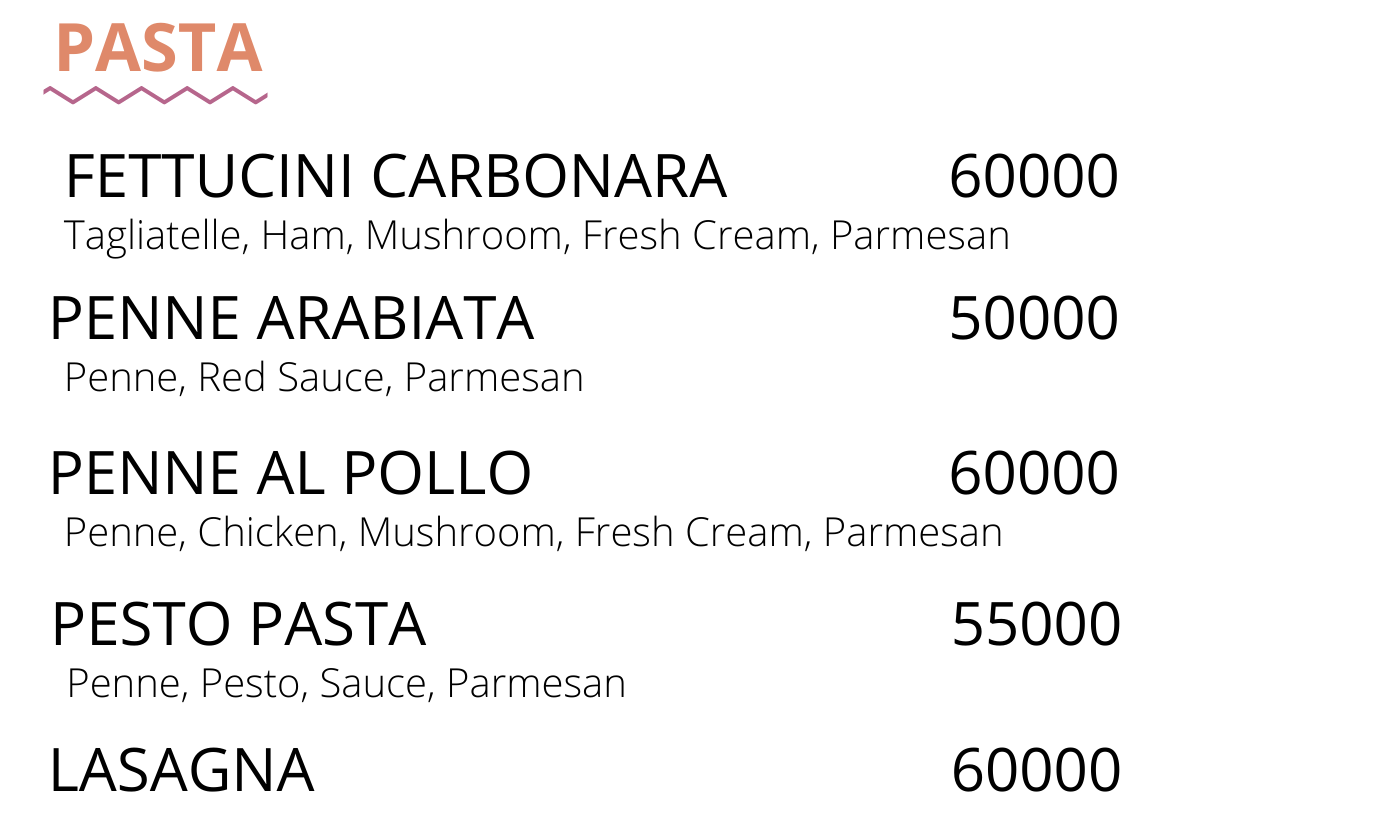 PASTA
FETTUCINI CARBONARA 60000
Tagliatelle, Ham, Mushroom, Fresh Cream, Parmesan
PENNE ARABIATA 50000
Penne, Red Sauce, Parmesan
PENNE AL POLLO 60000
Penne, Chicken, Mushroom, Fresh Cream, Parmesan
PESTO PASTA 55000
Penne, Pesto, Sauce, Parmesan
LASAGNA 60000